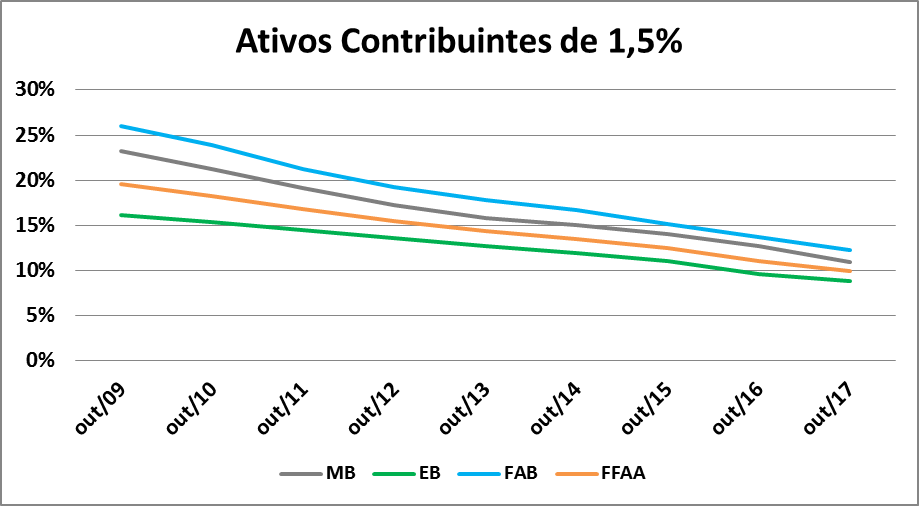 Ativos Contribuintes de 1,5%
30%
25%
20%
15%
10%
5%
0%
out/09 out/10 out/11 out/12 out/13 out/14 out/15 out/16 out/17
MB EB FAB FFAA